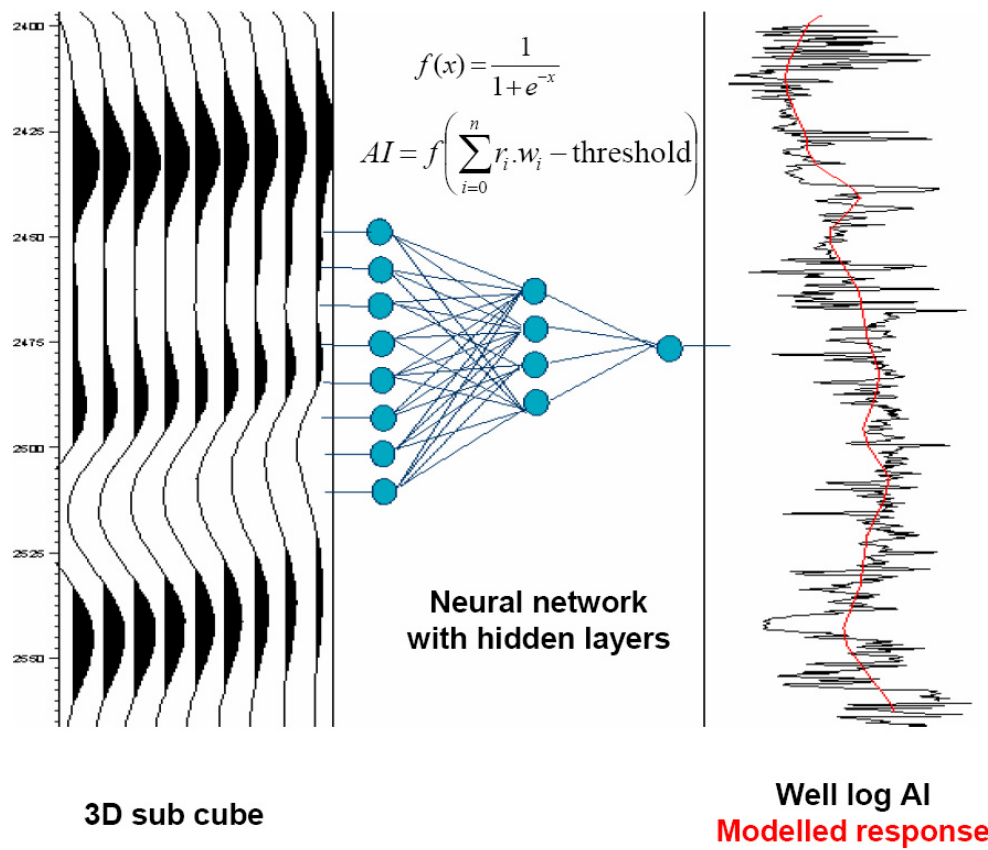 2400
2425
2450
2475
2500
2525
2550
f(x) = 1 / (1 + e^{-x})
AI = f(∑_{i=0}^{n} r_i.w_i − threshold)
Neural network
with hidden layers
3D sub cube
Well log AI
Modelled response